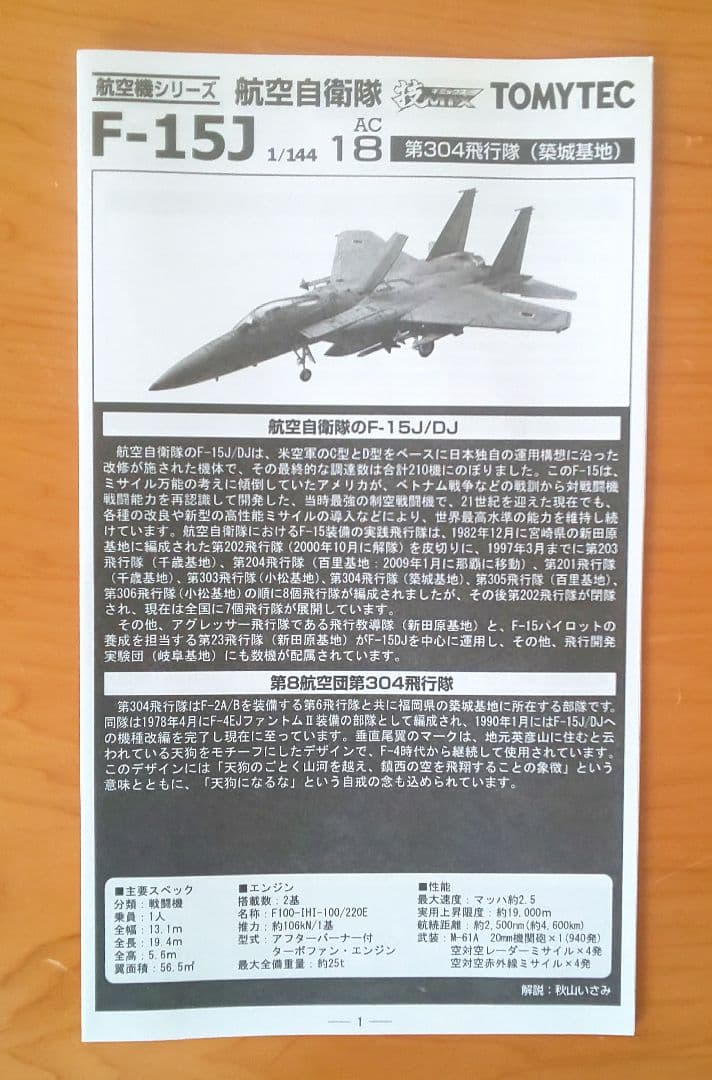 航空機シリーズ 航空自衛隊 技MIX ミックス TOMYTEC
F-15J 1/144 AC 18 第304飛行隊（築城基地）
航空自衛隊のF-15J/DJ
航空自衛隊のF-15J/DJは、米空軍のC型とD型をベースに日本独自の運用構想に沿った
改修が施された機体で、その最終的な調達数は合計210機にのぼりました。このF-15は、
ミサイル万能の考えに傾倒していたアメリカが、ベトナム戦争などの戦訓から対戦闘機
戦闘能力を再認識して開発した、当時最強の制空戦闘機で、21世紀を迎えた現在でも、
各種の改良や新型の高性能ミサイルの導入などにより、世界最高水準の能力を維持し続
けています。航空自衛隊におけるF-15装備の実践飛行隊は、1982年12月に宮崎県の新田原
基地に編成された第202飛行隊（2000年10月に解隊）を皮切りに、1997年3月までに第203
飛行隊（千歳基地）、第204飛行隊（百里基地：2009年1月に那覇に移動）、第201飛行隊
（千歳基地）、第303飛行隊（小松基地）、第304飛行隊（築城基地）、第305飛行隊（百里基地）、
第306飛行隊（小松基地）の順に8個飛行隊が編成されましたが、その後第202飛行隊が閉隊
され、現在は全国に7個飛行隊が展開しています。
その他、アグレッサー飛行隊である飛行教導隊（新田原基地）と、F-15パイロットの
養成を担当する第23飛行隊（新田原基地）がF-15DJを中心に運用し、その他、飛行開発
実験団（岐阜基地）にも数機が配属されています。
第8航空団第304飛行隊
第304飛行隊はF-2A/Bを装備する第6飛行隊と共に福岡県の築城基地に所在する部隊です。
同隊は1978年4月にF-4EJファントムⅡ装備の部隊として編成され、1990年1月にはF-15J/DJへ
の機種改編を完了し現在に至っています。垂直尾翼のマークは、地元英彦山に住むと云
われている天狗をモチーフにしたデザインで、F-4時代から継続して使用されています。
このデザインには「天狗のごとく山河を越え、鎮西の空を飛翔することの象徴」という
意味とともに、「天狗になるな」という自戒の念も込められています。
■主要スペック
分類：戦闘機
乗員：1人
全幅：13.1m
全長：19.4m
全高：5.6m
翼面積：56.5㎡
■エンジン
搭載数：2基
名称：F100-IHI-100/220E
推力：約106kN/1基
型式：アフターバーナー付
ターボファン・エンジン
最大全備重量：約25t
■性能
最大速度：マッハ約2.5
実用上昇限度：約19,000m
航続距離：約2,500nm(約4,600km)
武装：M-61A 20mm機関砲×1(940発)
空対空レーダーミサイル×4発
空対空赤外線ミサイル×4発
解説：秋山いさみ
— 1 —